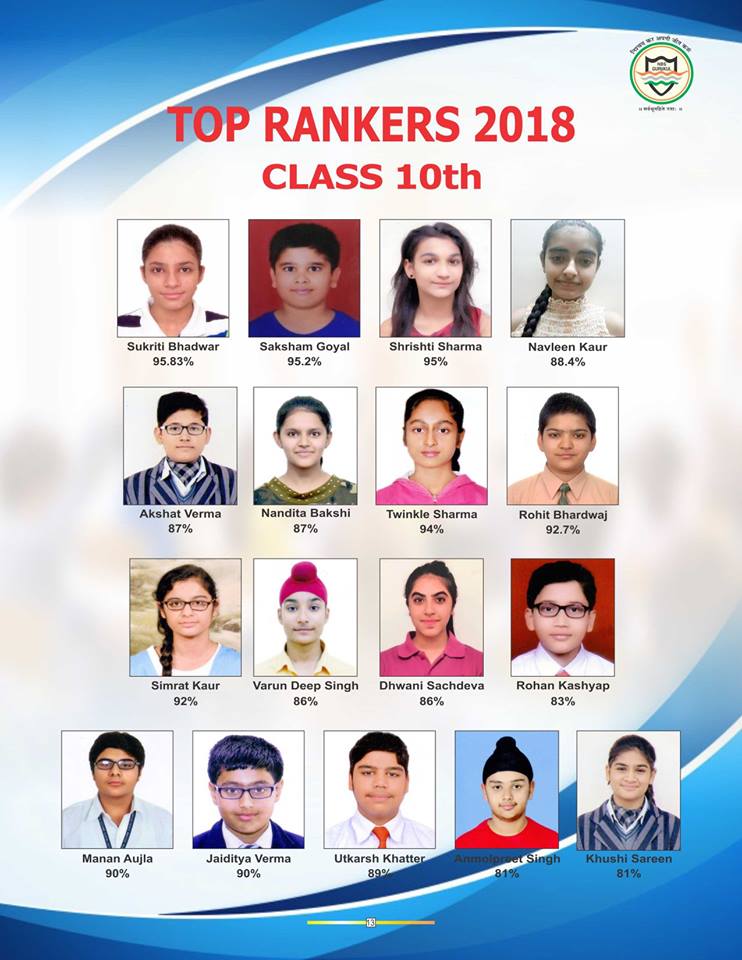 NBS
GURUKUL
TOP RANKERS 2018
CLASS 10th
Sukriti Bhadwar
95.83%
Saksham Goyal
95.2%
Shrishti Sharma
95%
Navleen Kaur
88.4%
Akshat Verma
87%
Nandita Bakshi
87%
Twinkle Sharma
94%
Rohit Bhardwaj
92.7%
Simrat Kaur
92%
Varun Deep Singh
86%
Dhwani Sachdeva
86%
Rohan Kashyap
83%
Manan Aujla
90%
Jaiditya Verma
90%
Utkarsh Khatter
89%
Anmolpreet Singh
81%
Khushi Sareen
81%
13